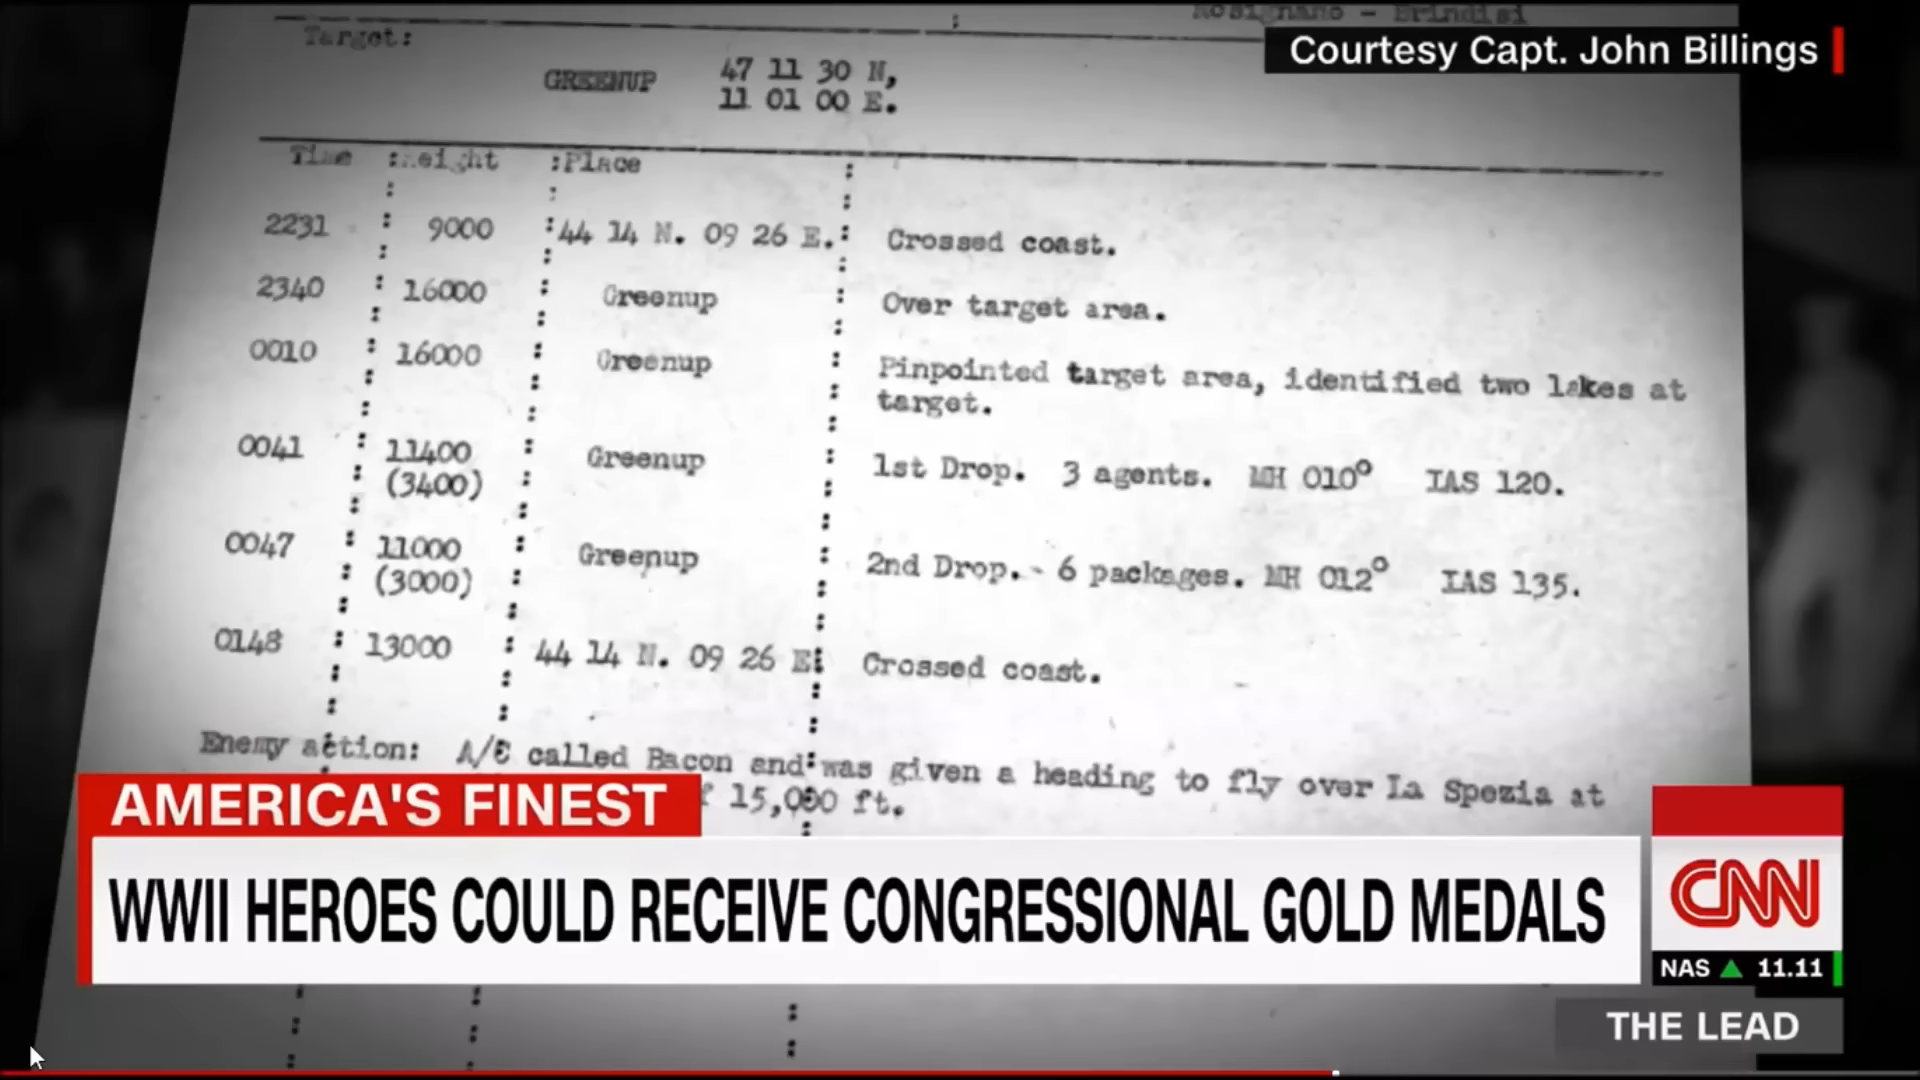 Rosignano - Brindisi
Courtesy Capt. John Billings
Target:
GREENUP 47 11 30 N,
11 01 00 E.
Time :Height :Place :
2231 : 9000 :44 14 N. 09 26 E.: Crossed coast.
2340 : 16000 : Greenup : Over target area.
0010 : 16000 : Greenup : Pinpointed target area, identified two lakes at
target.
0041 : 11400 : Greenup : 1st Drop. 3 agents. MH 010° IAS 120.
(3400)
0047 : 11000 : Greenup : 2nd Drop. - 6 packages. MH 012° IAS 135.
(3000)
0148 : 13000 : 44 14 N. 09 26 E: Crossed coast.
Enemy action: A/C called Bacon and was given a heading to fly over La Spezia at
15,000 ft.
AMERICA'S FINEST
WWII HEROES COULD RECEIVE CONGRESSIONAL GOLD MEDALS
CNN
NAS ▲ 11.11
THE LEAD